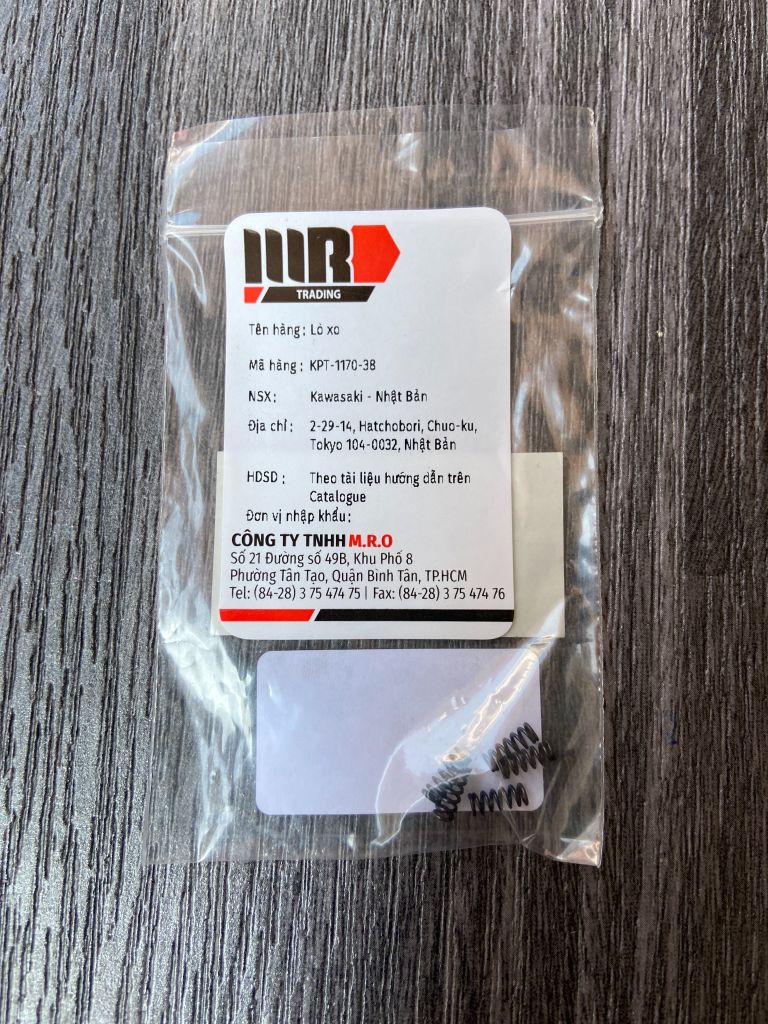 MRO
TRADING
Tên hàng: Lò xo
Mã hàng: KPT-1170-38
NSX: Kawasaki - Nhật Bản
Địa chỉ: 2-29-14, Hatchobori, Chuo-ku,
Tokyo 104-0032, Nhật Bản
HDSD: Theo tài liệu hướng dẫn trên
Catalogue
Đơn vị nhập khẩu:
CÔNG TY TNHH M.R.O
Số 21 Đường số 49B, Khu Phố 8
Phường Tân Tạo, Quận Bình Tân, TP.HCM
Tel: (84-28) 3 75 474 75 | Fax: (84-28) 3 75 474 76